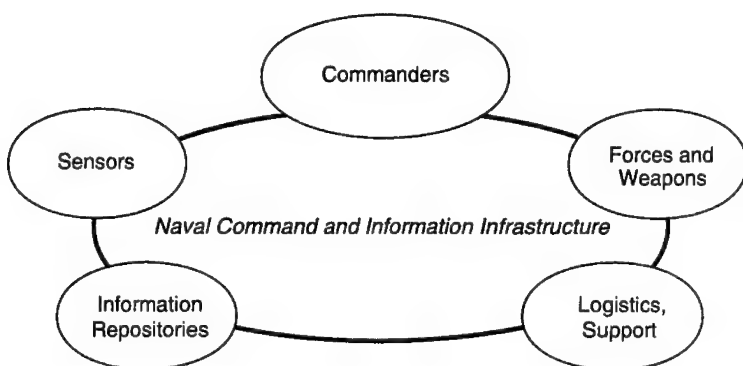 Commanders
Sensors
Forces and
Weapons
Naval Command and Information Infrastructure
Information
Repositories
Logistics,
Support